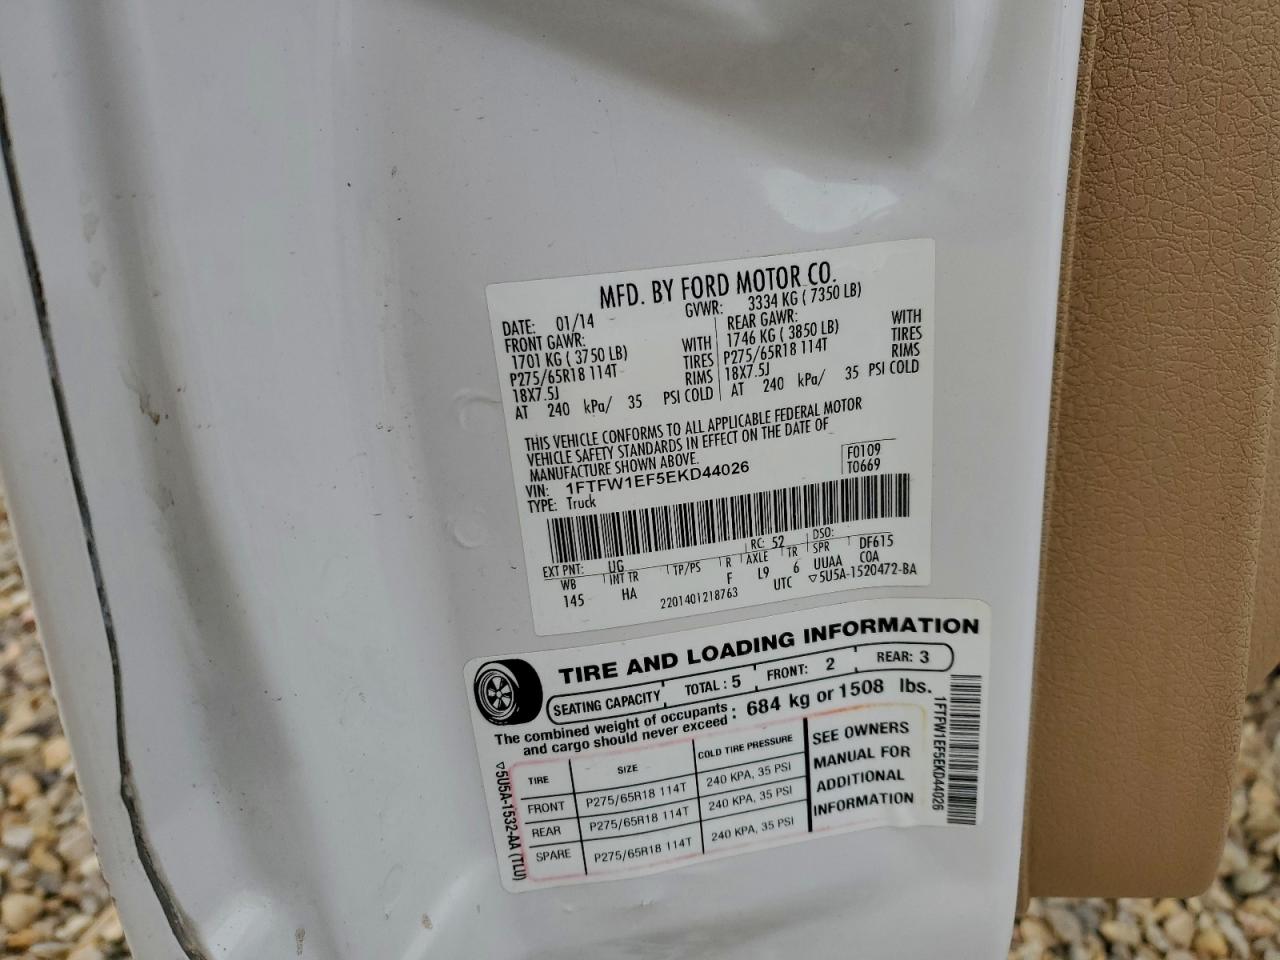 MFD. BY FORD MOTOR CO.
DATE: 01/14 GVWR: 3334 KG ( 7350 LB)
FRONT GAWR: REAR GAWR:
1701 KG ( 3750 LB) WITH 1746 KG ( 3850 LB) WITH
P275/65R18 114T TIRES P275/65R18 114T TIRES
18X7.5J RIMS 18X7.5J RIMS
AT 240 kPa/ 35 PSI COLD AT 240 kPa/ 35 PSI COLD
THIS VEHICLE CONFORMS TO ALL APPLICABLE FEDERAL MOTOR
VEHICLE SAFETY STANDARDS IN EFFECT ON THE DATE OF
MANUFACTURE SHOWN ABOVE.
VIN: 1FTFW1EF5EKD44026 F0109
TYPE: Truck T0669
EXT PNT: UG RC: 52 DSO:
WB INT TR TP/PS R AXLE TR SPR DF615
145 HA F L9 6 UUAA C0A
2201401218763 UTC ▽5U5A-1520472-BA
TIRE AND LOADING INFORMATION
SEATING CAPACITY TOTAL : 5 FRONT: 2 REAR: 3
The combined weight of occupants
and cargo should never exceed : 684 kg or 1508 lbs.
TIRE SIZE COLD TIRE PRESSURE
FRONT P275/65R18 114T 240 KPA, 35 PSI
REAR P275/65R18 114T 240 KPA, 35 PSI
SPARE P275/65R18 114T 240 KPA, 35 PSI
SEE OWNERS
MANUAL FOR
ADDITIONAL
INFORMATION
▽5U5A-1532-AA (TLU)
1FTFW1EF5EKD44026